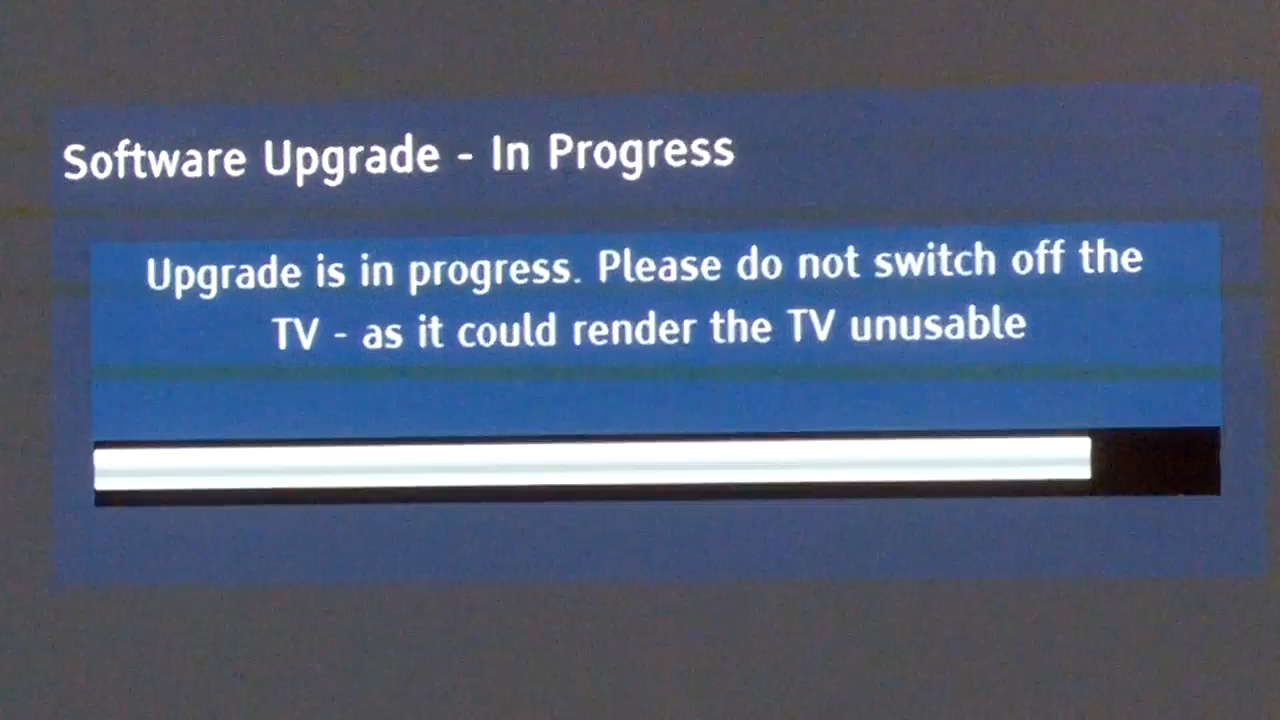 Software Upgrade - In Progress
Upgrade is in progress. Please do not switch off the
TV - as it could render the TV unusable